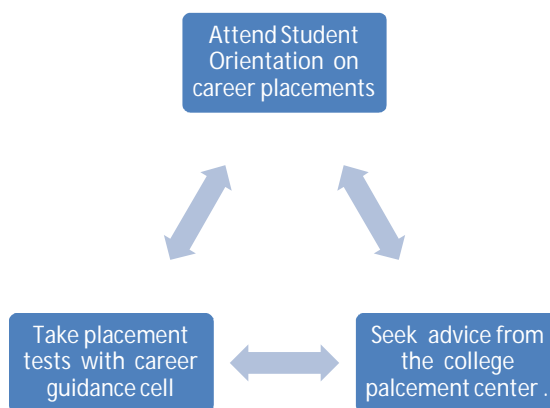 Attend Student
Orientation on
career placements
Take placement
tests with career
guidance cell
Seek advice from
the college
palcement center .